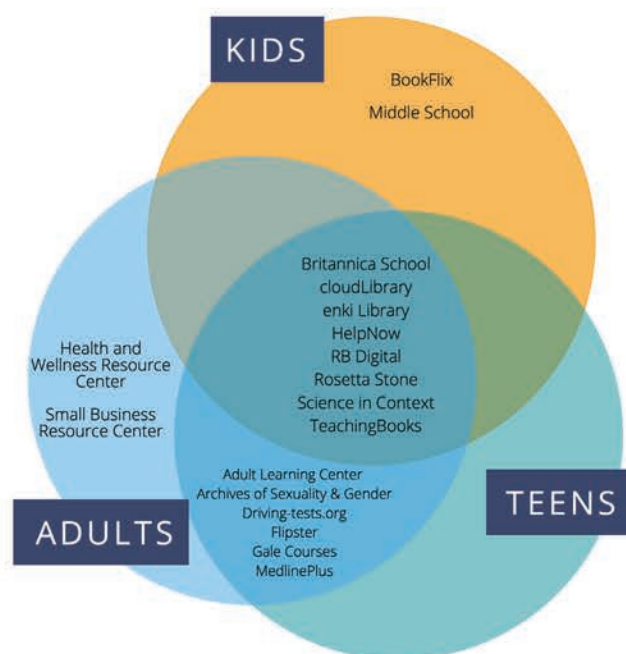 KIDS
BookFlix
Middle School
Britannica School
cloudLibrary
enki Library
HelpNow
RB Digital
Rosetta Stone
Science in Context
TeachingBooks
Health and
Wellness Resource
Center
Small Business
Resource Center
Adult Learning Center
Archives of Sexuality & Gender
Driving-tests.org
Flipster
Gale Courses
MedlinePlus
ADULTS
TEENS